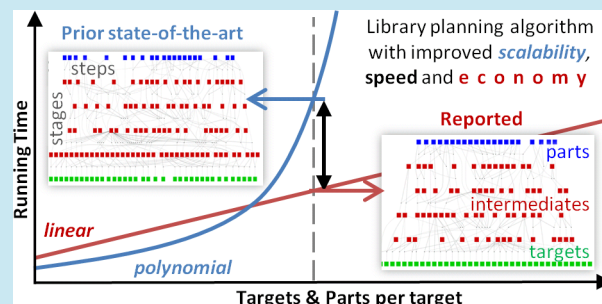 Prior state-of-the-art
steps
stages
Library planning algorithm
with improved scalability,
speed and economy
Reported
parts
intermediates
targets
Running Time
linear
polynomial
Targets & Parts per target